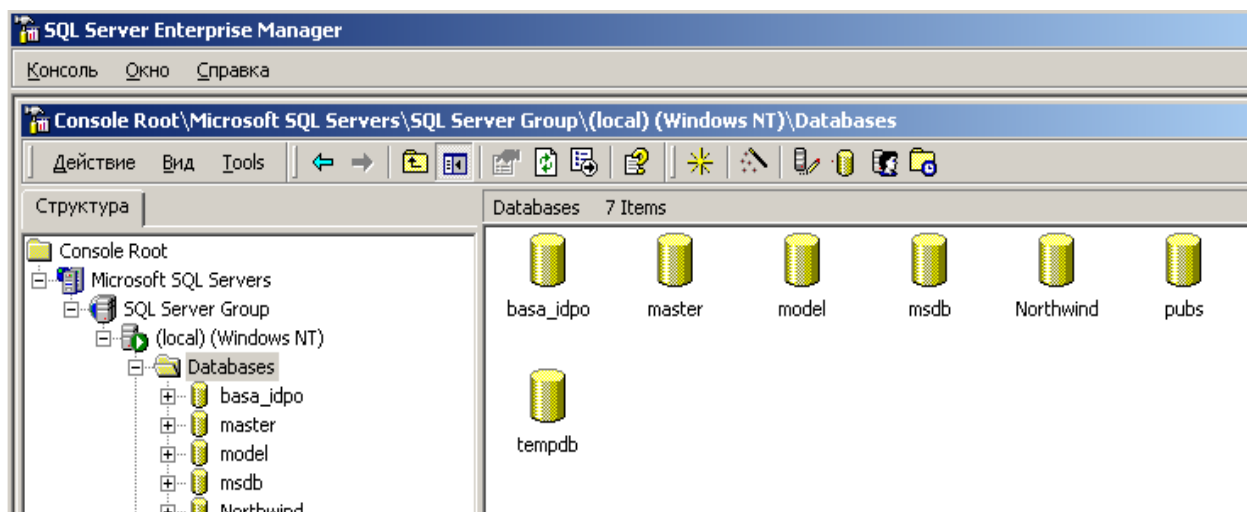 SQL Server Enterprise Manager
Консоль Окно Справка
Console Root\Microsoft SQL Servers\SQL Server Group\(local) (Windows NT)\Databases
Действие Вид Tools
Структура
Databases 7 Items
Console Root
Microsoft SQL Servers
SQL Server Group
(local) (Windows NT)
Databases
basa_idpo
master
model
msdb
Northwind
basa_idpo master model msdb Northwind pubs
tempdb